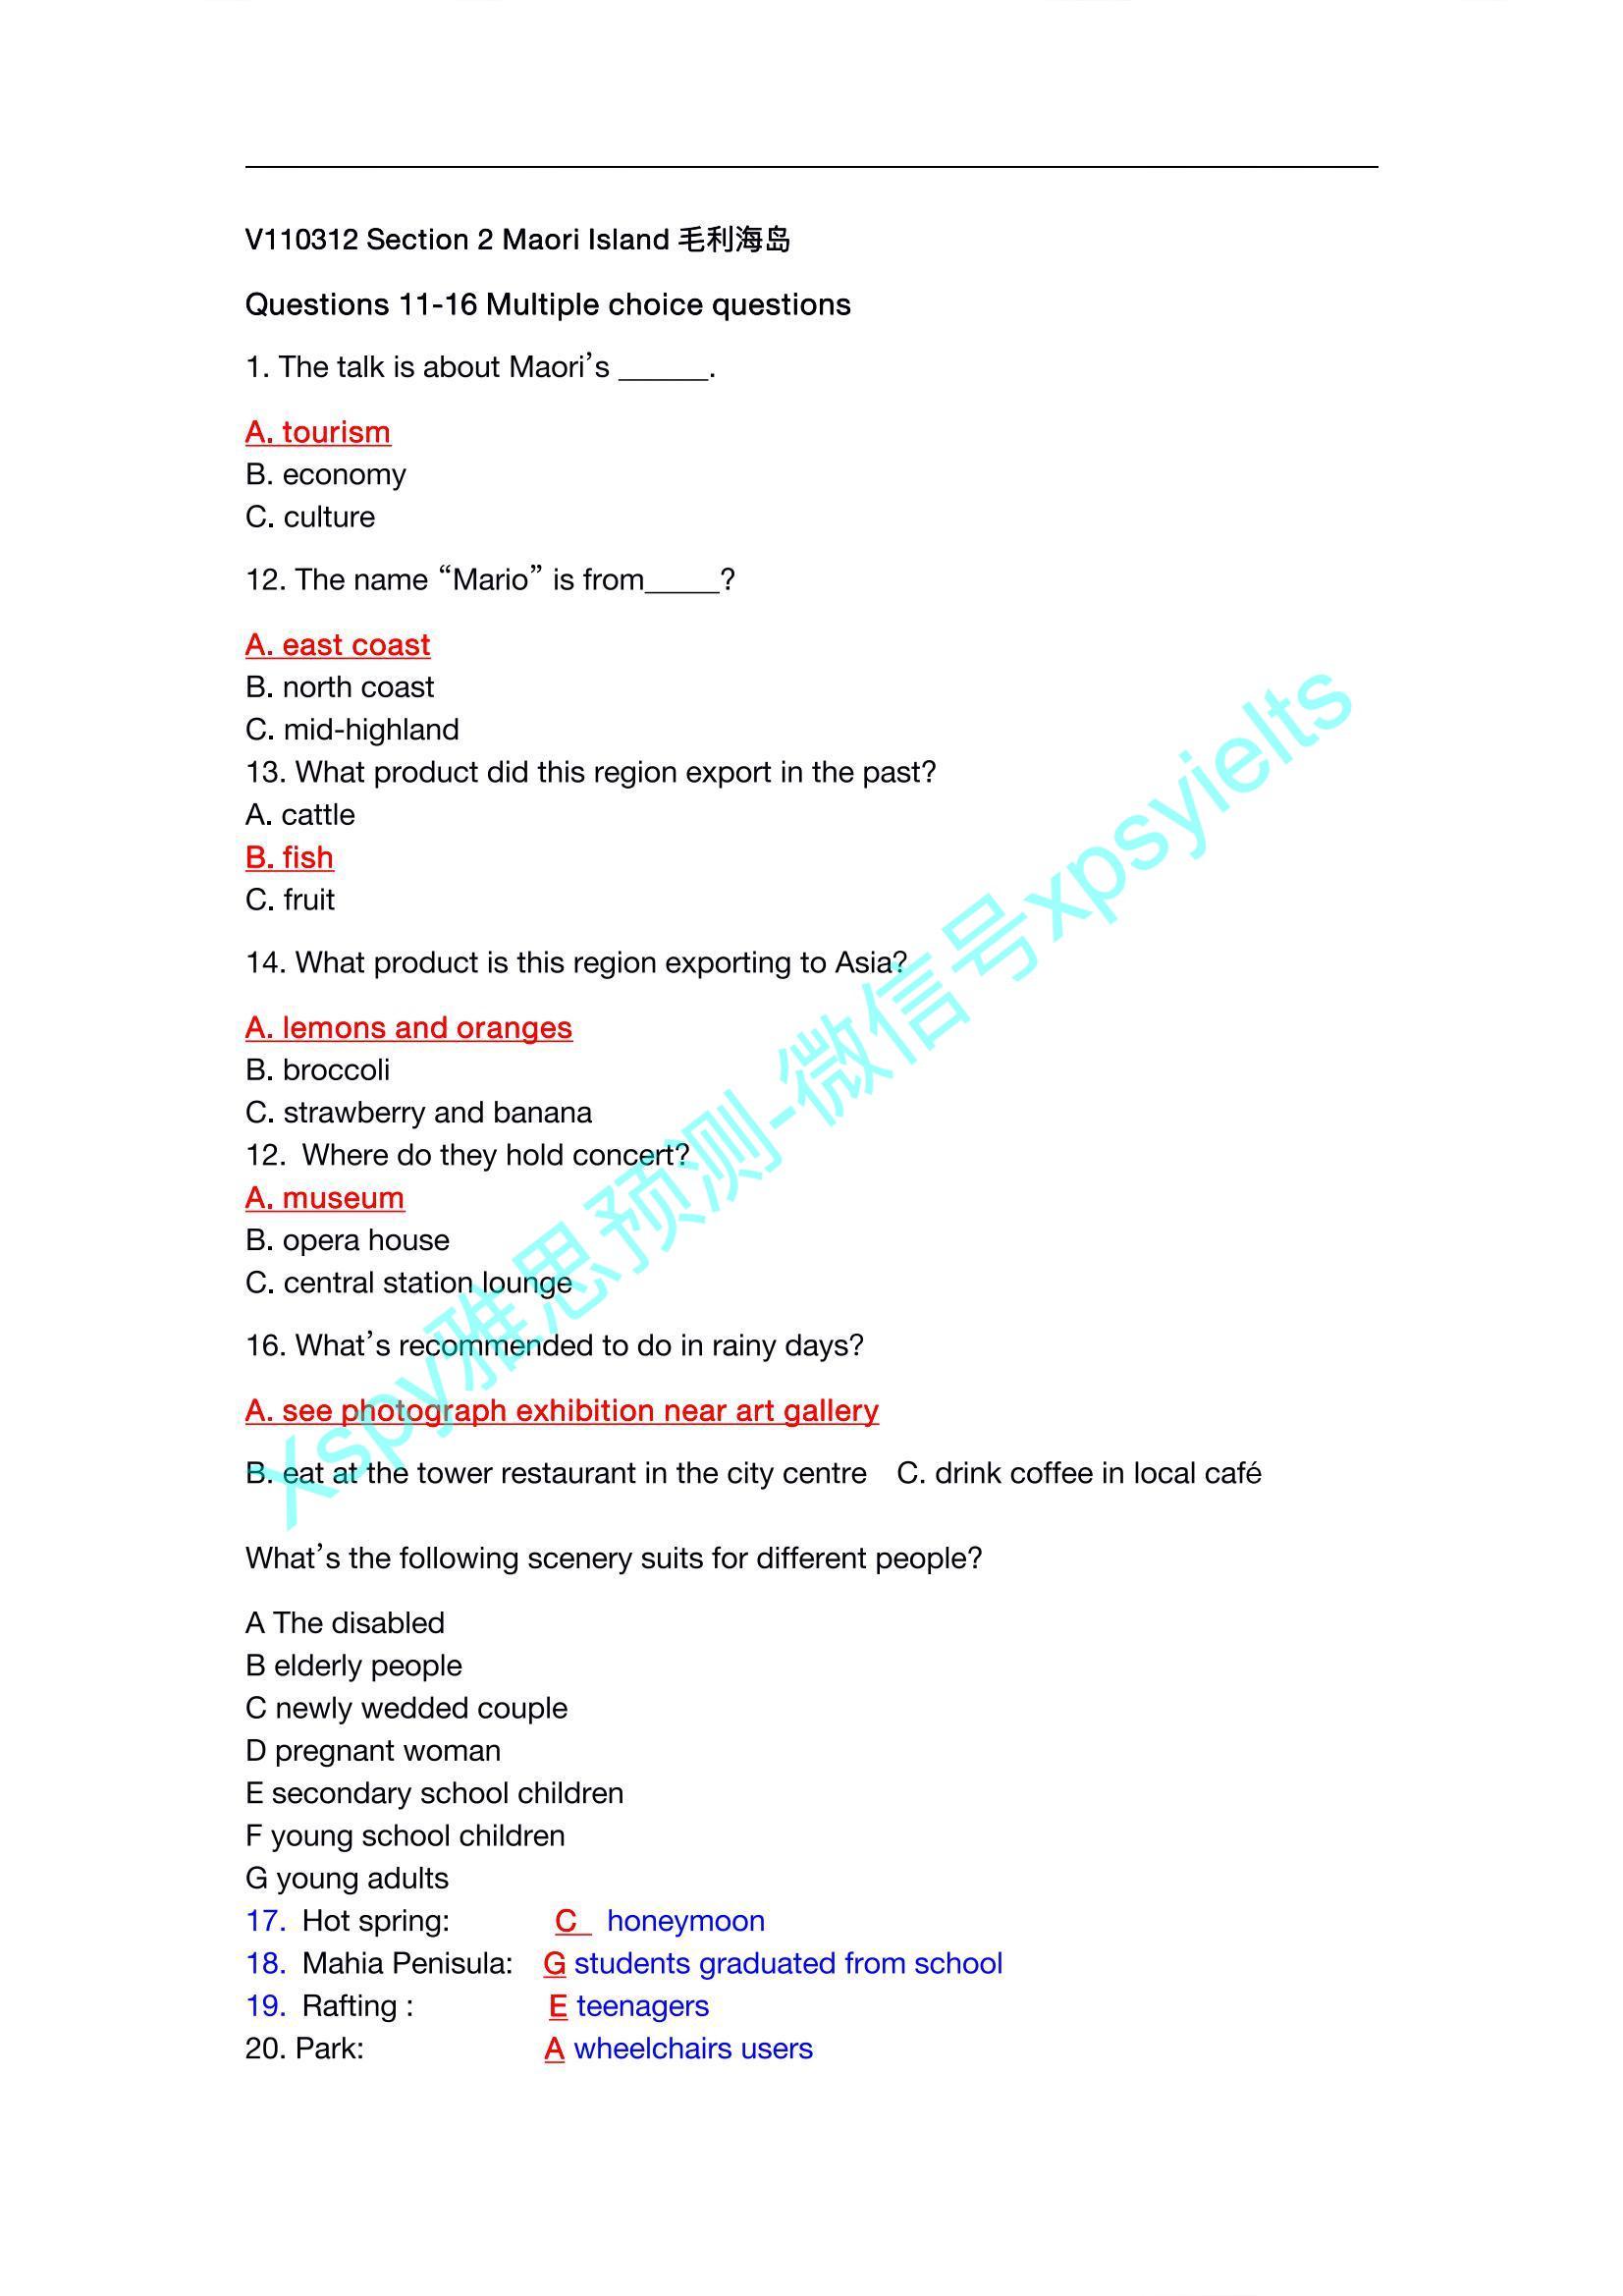 V110312 Section 2 Maori Island 毛利海岛
Questions 11-16 Multiple choice questions
1. The talk is about Maori’s ______.
A. tourism
B. economy
C. culture
12. The name “Mario” is from_____?
A. east coast
B. north coast
C. mid-highland
13. What product did this region export in the past?
A. cattle
B. fish
C. fruit
14. What product is this region exporting to Asia?
A. lemons and oranges
B. broccoli
C. strawberry and banana
12. Where do they hold concert?
A. museum
B. opera house
C. central station lounge
16. What’s recommended to do in rainy days?
A. see photograph exhibition near art gallery
B. eat at the tower restaurant in the city centre C. drink coffee in local café
What’s the following scenery suits for different people?
A The disabled
B elderly people
C newly wedded couple
D pregnant woman
E secondary school children
F young school children
G young adults
17. Hot spring: C honeymoon
18. Mahia Penisula: G students graduated from school
19. Rafting : E teenagers
20. Park: A wheelchairs users
Xspy雅思预测-微信号xpsyielts